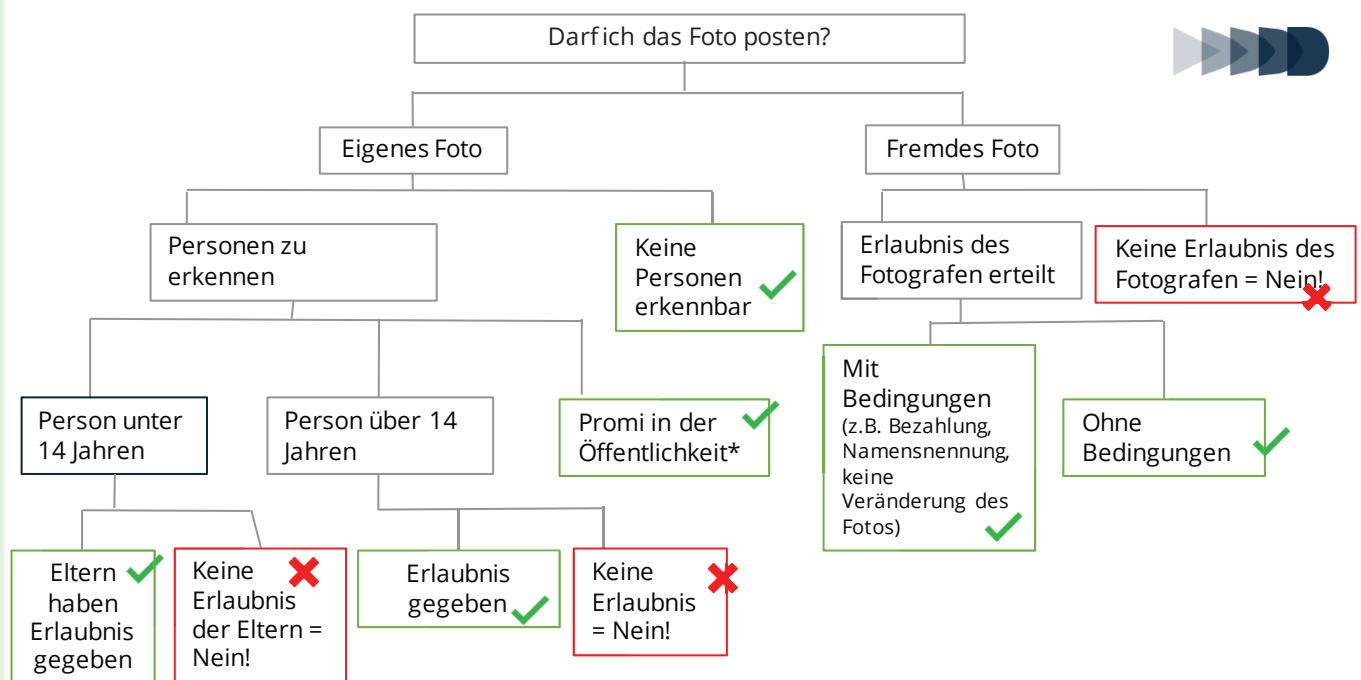 Darf ich das Foto posten?
Eigenes Foto
Fremdes Foto
Personen zu
erkennen
Keine
Personen
erkennbar
Erlaubnis des
Fotografen erteilt
Keine Erlaubnis des
Fotografen = Nein!
Person unter
14 Jahren
Person über 14
Jahren
Promi in der
Öffentlichkeit*
Mit
Bedingungen
(z.B. Bezahlung,
Namensnennung,
keine
Veränderung des
Fotos)
Ohne
Bedingungen
Eltern
haben
Erlaubnis
gegeben
Keine
Erlaubnis
der Eltern =
Nein!
Erlaubnis
gegeben
Keine
Erlaubnis
= Nein!